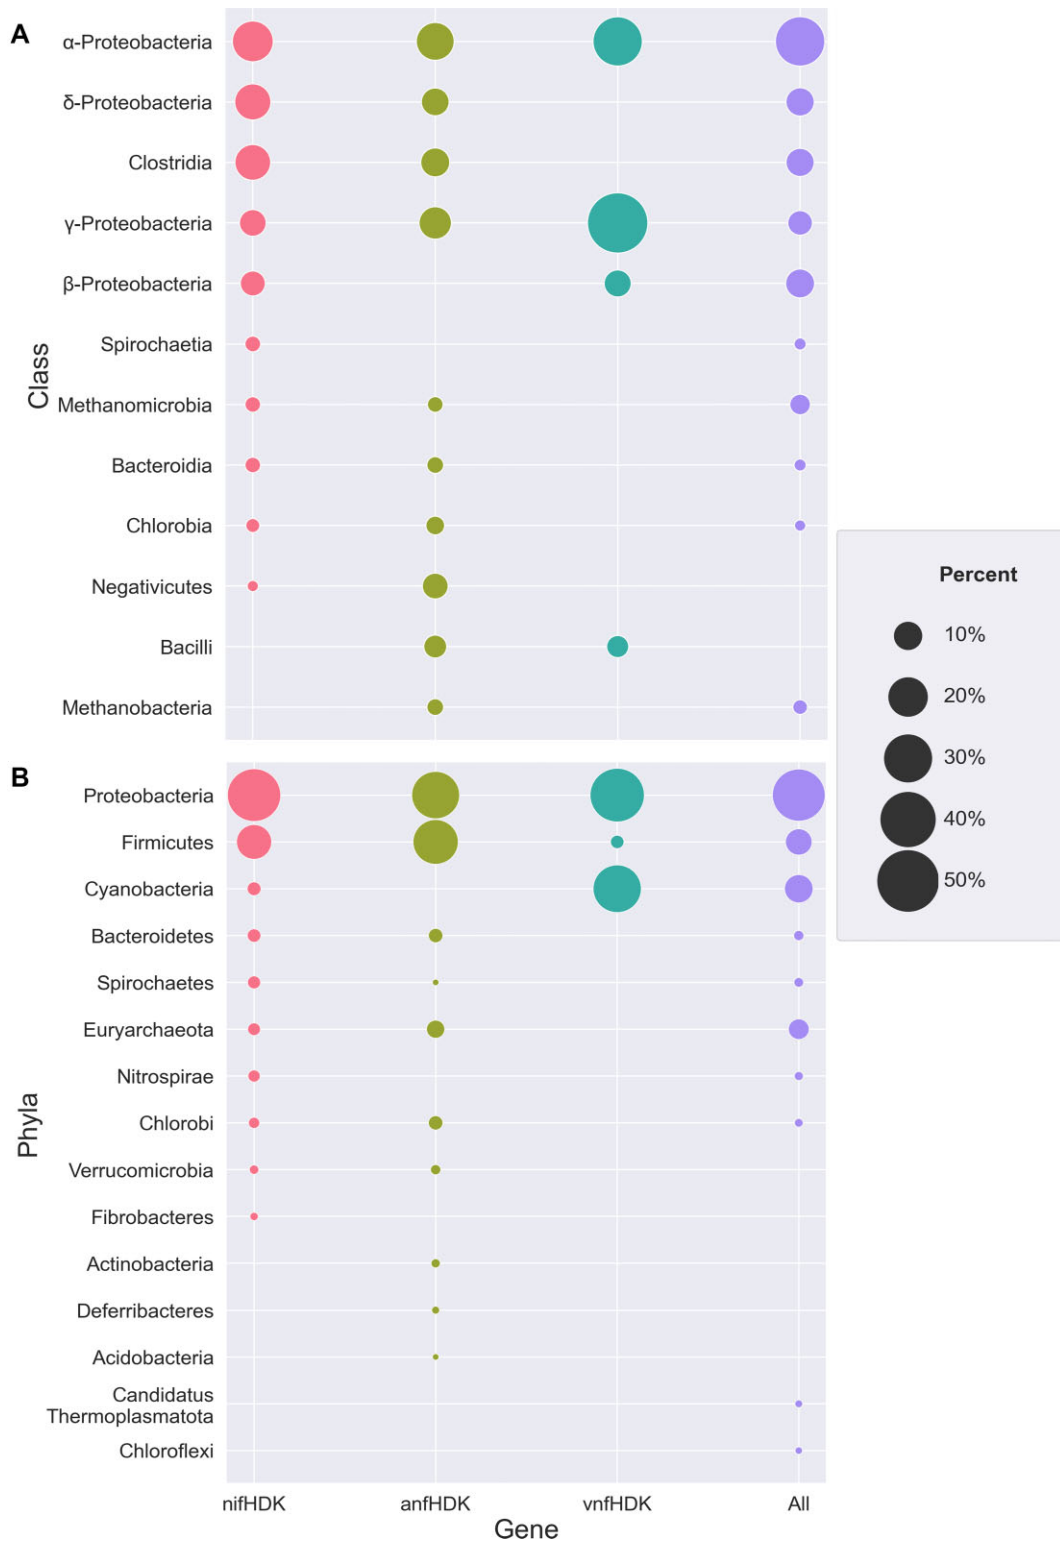 A
α-Proteobacteria
δ-Proteobacteria
Clostridia
γ-Proteobacteria
β-Proteobacteria
Spirochaetia
Methanomicrobia
Bacteroidia
Chlorobia
Negativicutes
Bacilli
Methanobacteria
Class
B
Proteobacteria
Firmicutes
Cyanobacteria
Bacteroidetes
Spirochaetes
Euryarchaeota
Nitrospirae
Chlorobi
Verrucomicrobia
Fibrobacteres
Actinobacteria
Deferribacteres
Acidobacteria
Candidatus
Thermoplasmatota
Chloroflexi
Phyla
nifHDK anfHDK vnfHDK All
Gene
Percent
10%
20%
30%
40%
50%